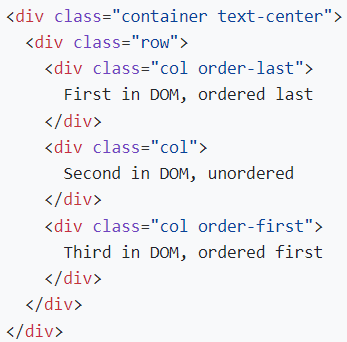 <div class="container text-center">
  <div class="row">
    <div class="col order-last">
      First in DOM, ordered last
    </div>
    <div class="col">
      Second in DOM, unordered
    </div>
    <div class="col order-first">
      Third in DOM, ordered first
    </div>
  </div>
</div>